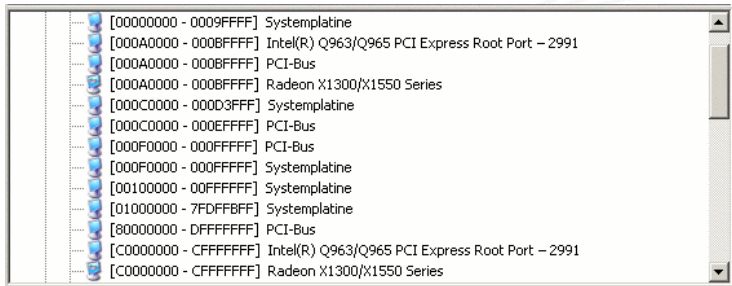 [00000000 - 0009FFFF] Systemplatine
[000A0000 - 000BFFFF] Intel(R) Q963/Q965 PCI Express Root Port – 2991
[000A0000 - 000BFFFF] PCI-Bus
[000A0000 - 000BFFFF] Radeon X1300/X1550 Series
[000C0000 - 000D3FFF] Systemplatine
[000C0000 - 000EFFFF] PCI-Bus
[000F0000 - 000FFFFF] PCI-Bus
[000F0000 - 000FFFFF] Systemplatine
[00100000 - 00FFFFFF] Systemplatine
[01000000 - 7FDFFBFF] Systemplatine
[80000000 - DFFFFFFF] PCI-Bus
[C0000000 - CFFFFFFF] Intel(R) Q963/Q965 PCI Express Root Port – 2991
[C0000000 - CFFFFFFF] Radeon X1300/X1550 Series